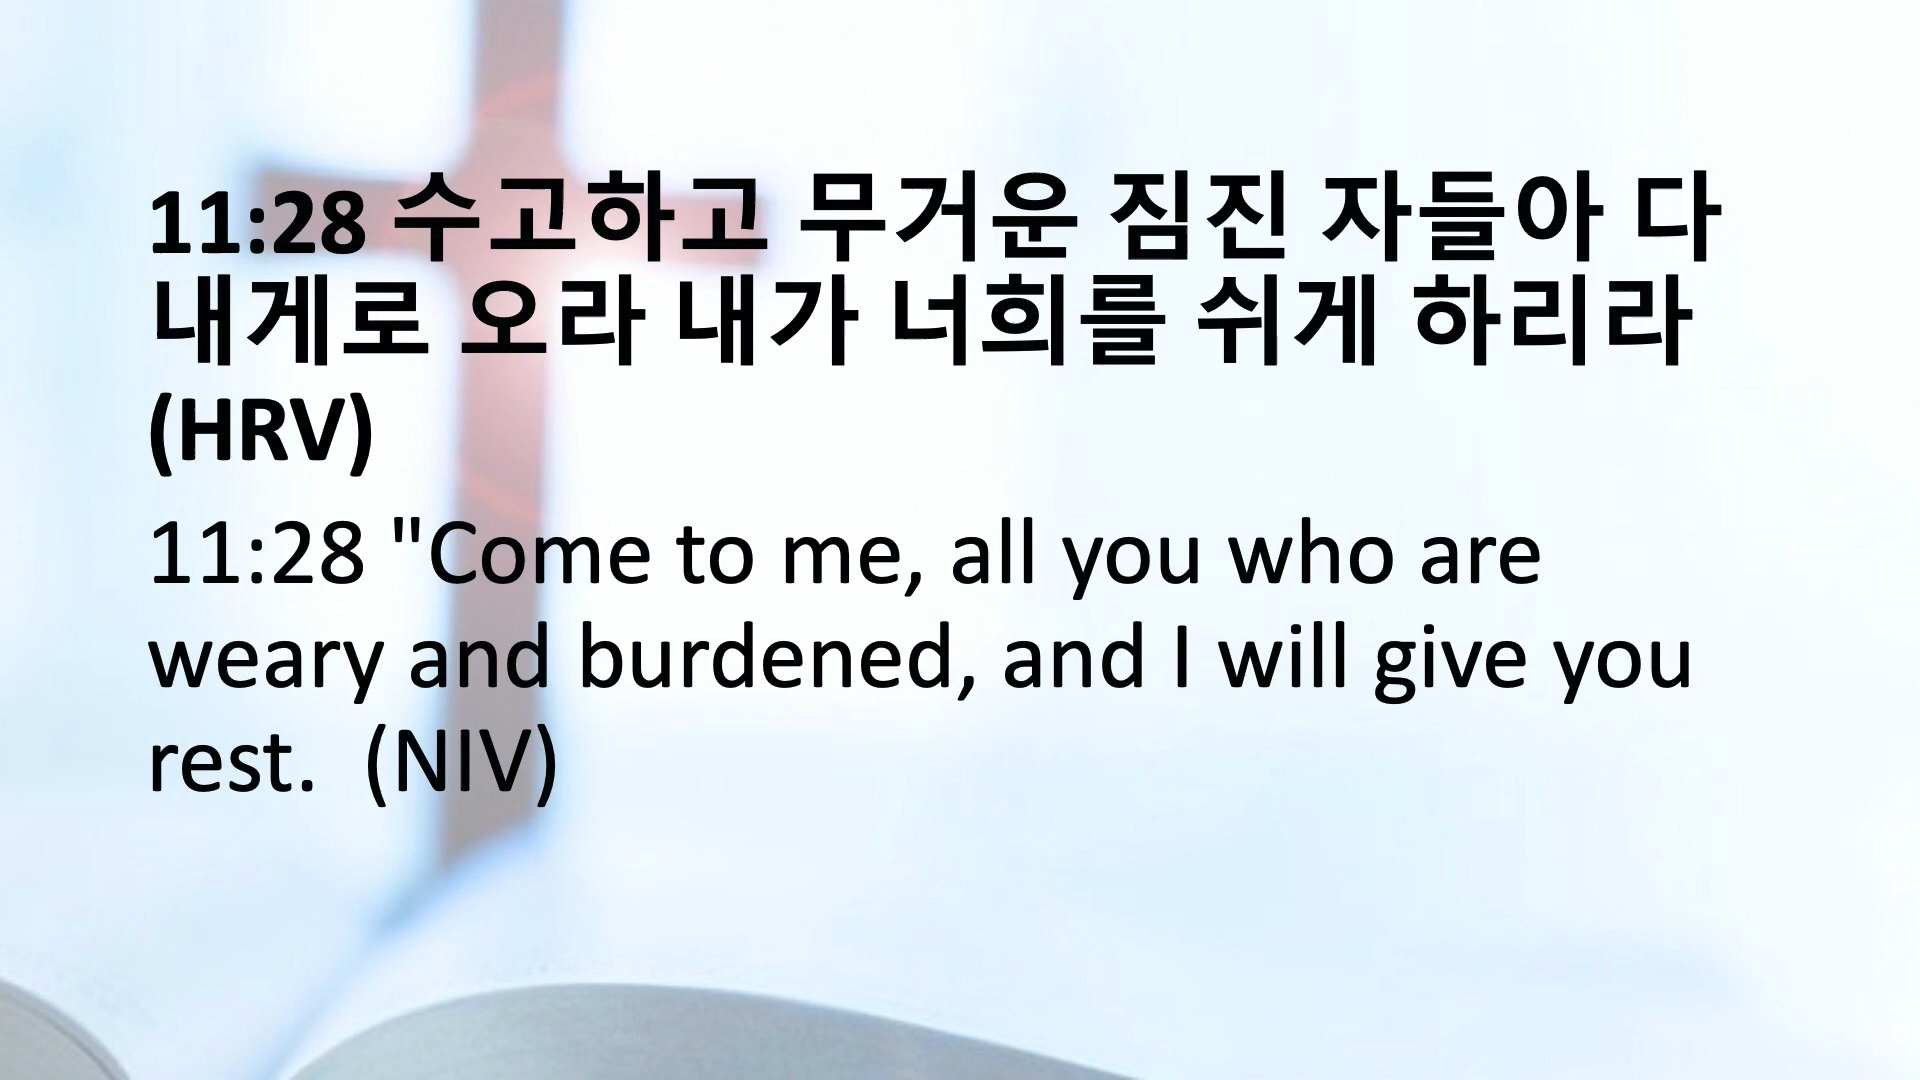 11:28 수고하고 무거운 짐진 자들아 다
내게로 오라 내가 너희를 쉬게 하리라
(HRV)
11:28 "Come to me, all you who are
weary and burdened, and I will give you
rest.  (NIV)